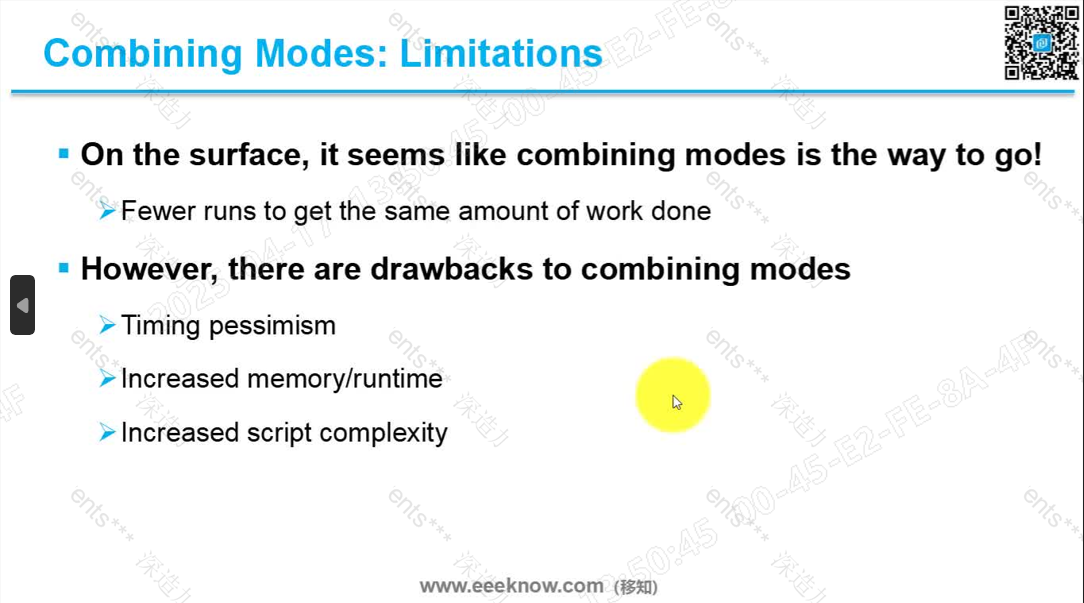 Combining Modes: Limitations
On the surface, it seems like combining modes is the way to go!
Fewer runs to get the same amount of work done
However, there are drawbacks to combining modes
Timing pessimism
Increased memory/runtime
Increased script complexity
www.eeeknow.com (移知)